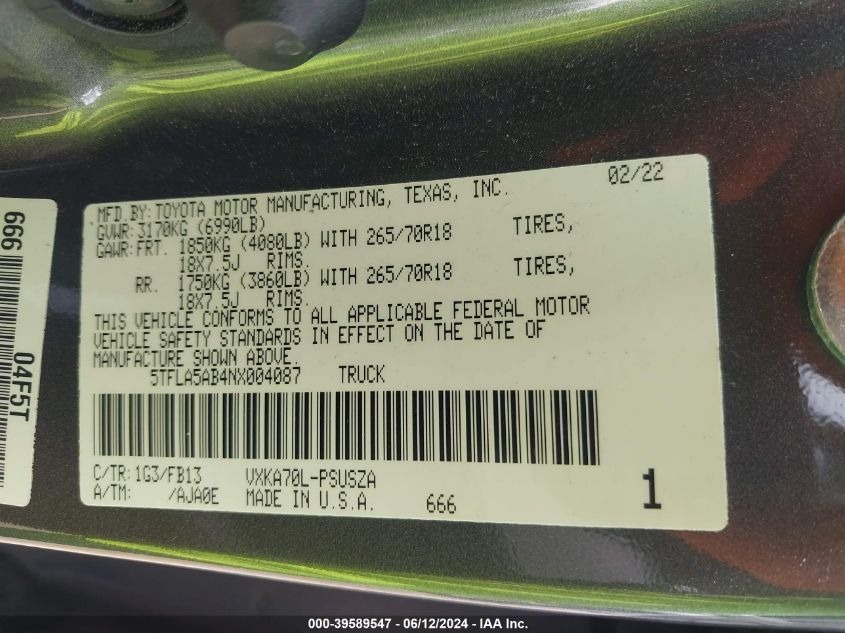 MFD.BY:TOYOTA MOTOR MANUFACTURING, TEXAS, INC. 02/22
GVWR:3170KG (6990LB)
GAWR:FRT. 1850KG (4080LB) WITH 265/70R18 TIRES,
18X7.5J RIMS.
RR. 1750KG (3860LB) WITH 265/70R18 TIRES,
18X7.5J RIMS.
THIS VEHICLE CONFORMS TO ALL APPLICABLE FEDERAL MOTOR
VEHICLE SAFETY STANDARDS IN EFFECT ON THE DATE OF
MANUFACTURE SHOWN ABOVE.
5TFLA5AB4NX004087 TRUCK
C/TR:1G3/FB13 VXKA70L-PSUSZA
A/TM: /AJA0E MADE IN U.S.A. 666 1
666 04F5T
000-39589547 - 06/12/2024 - IAA Inc.